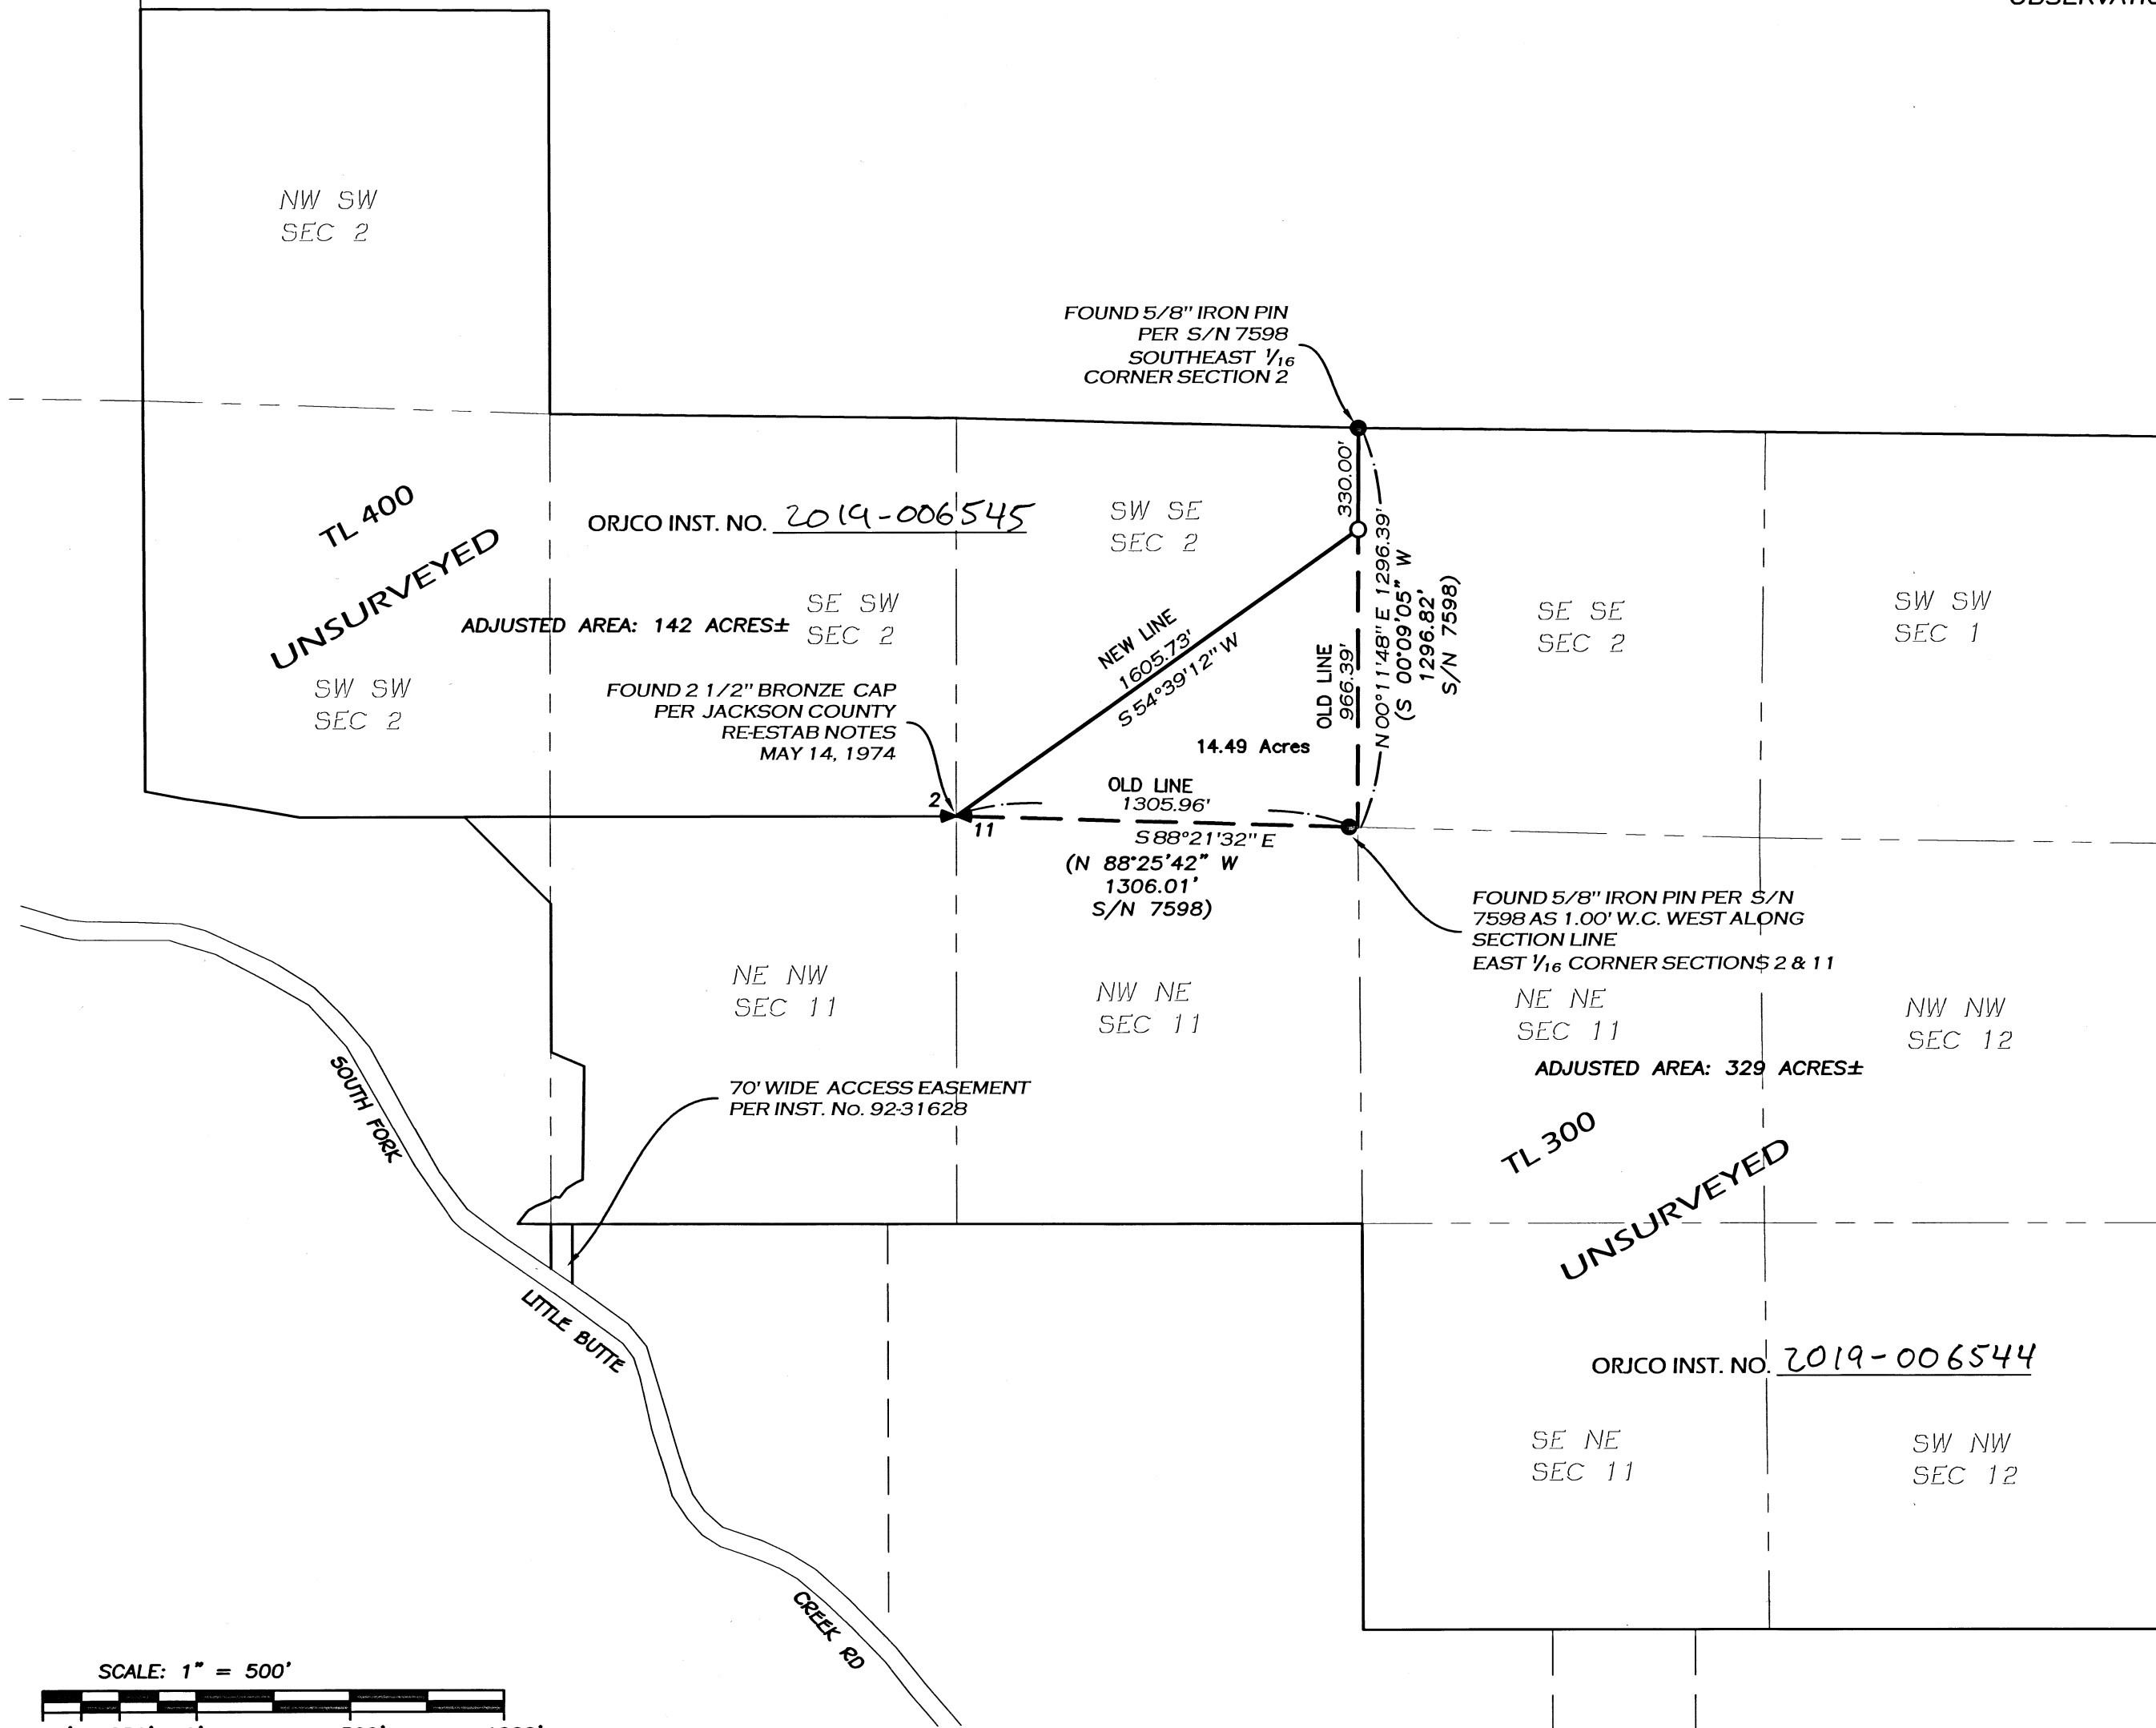 NW SW
SEC 2
FOUND 5/8" IRON PIN
PER S/N 7598
SOUTHEAST 1/16
CORNER SECTION 2
TL 400
UNSURVEYED
ORJCO INST. NO. 2019-006545
SW SE
SEC 2
330.00'
N 00°11'48" E 1296.39'
(S 00°09'05" W
1296.82'
S/N 7598)
OLD LINE
966.39'
SE SE
SEC 2
SW SW
SEC 1
ADJUSTED AREA: 142 ACRES±
SE SW
SEC 2
NEW LINE
1605.73'
S 54°39'12" W
SW SW
SEC 2
FOUND 2 1/2" BRONZE CAP
PER JACKSON COUNTY
RE-ESTAB NOTES
MAY 14, 1974
14.49 Acres
2
11
OLD LINE
1305.96'
S 88°21'32" E
(N 88°25'42" W
1306.01'
S/N 7598)
FOUND 5/8" IRON PIN PER S/N
7598 AS 1.00' W.C. WEST ALONG
SECTION LINE
EAST 1/16 CORNER SECTIONS 2 & 11
NE NW
SEC 11
NW NE
SEC 11
NE NE
SEC 11
NW NW
SEC 12
ADJUSTED AREA: 329 ACRES±
70' WIDE ACCESS EASEMENT
PER INST. No. 92-31628
SOUTH FORK
LITTLE BUTTE
CREEK RD
TL 300
UNSURVEYED
ORJCO INST. NO. 2019-006544
SE NE
SEC 11
SW NW
SEC 12
SCALE: 1" = 500'